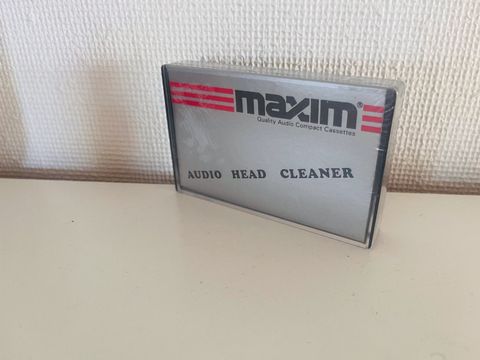 maxim®
Quality Audio Compact Cassettes
AUDIO HEAD CLEANER